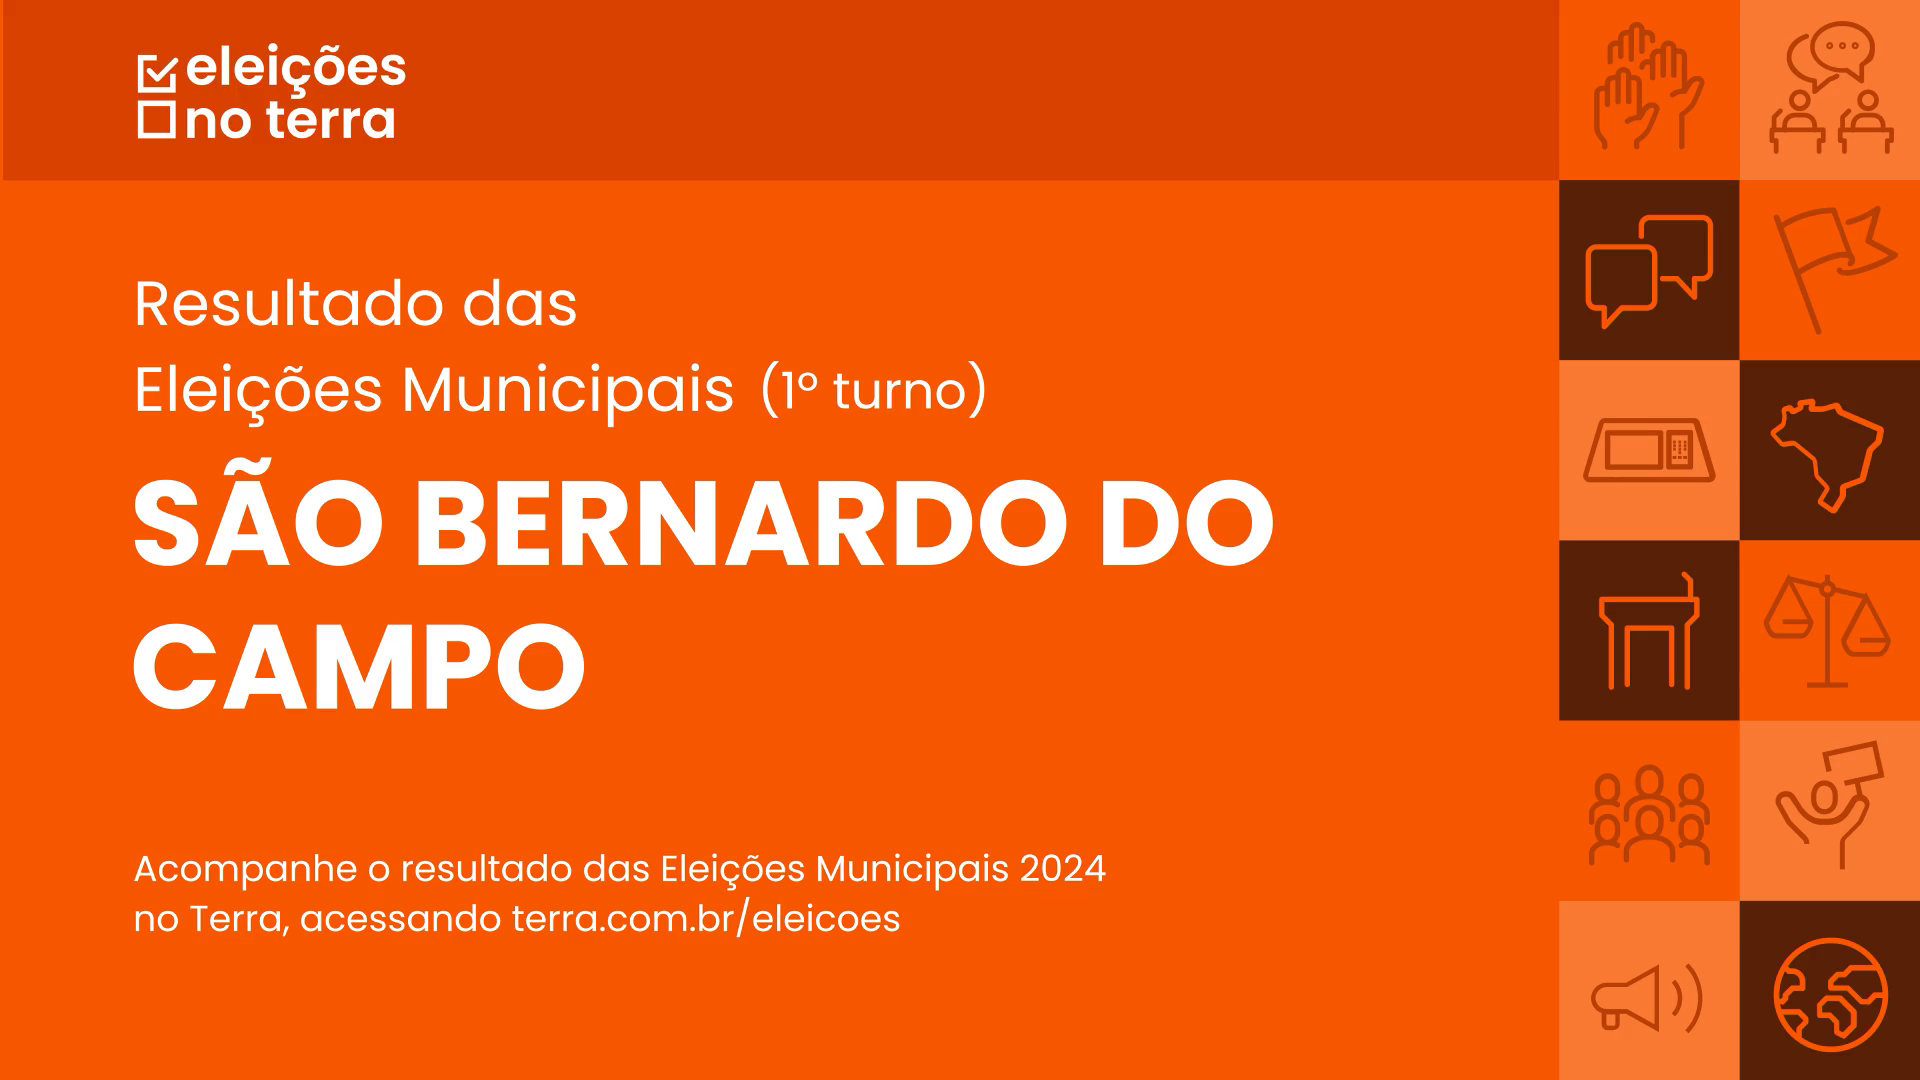 eleições
no terra
Resultado das
Eleições Municipais (1º turno)
SÃO BERNARDO DO
CAMPO
Acompanhe o resultado das Eleições Municipais 2024
no Terra, acessando terra.com.br/eleicoes